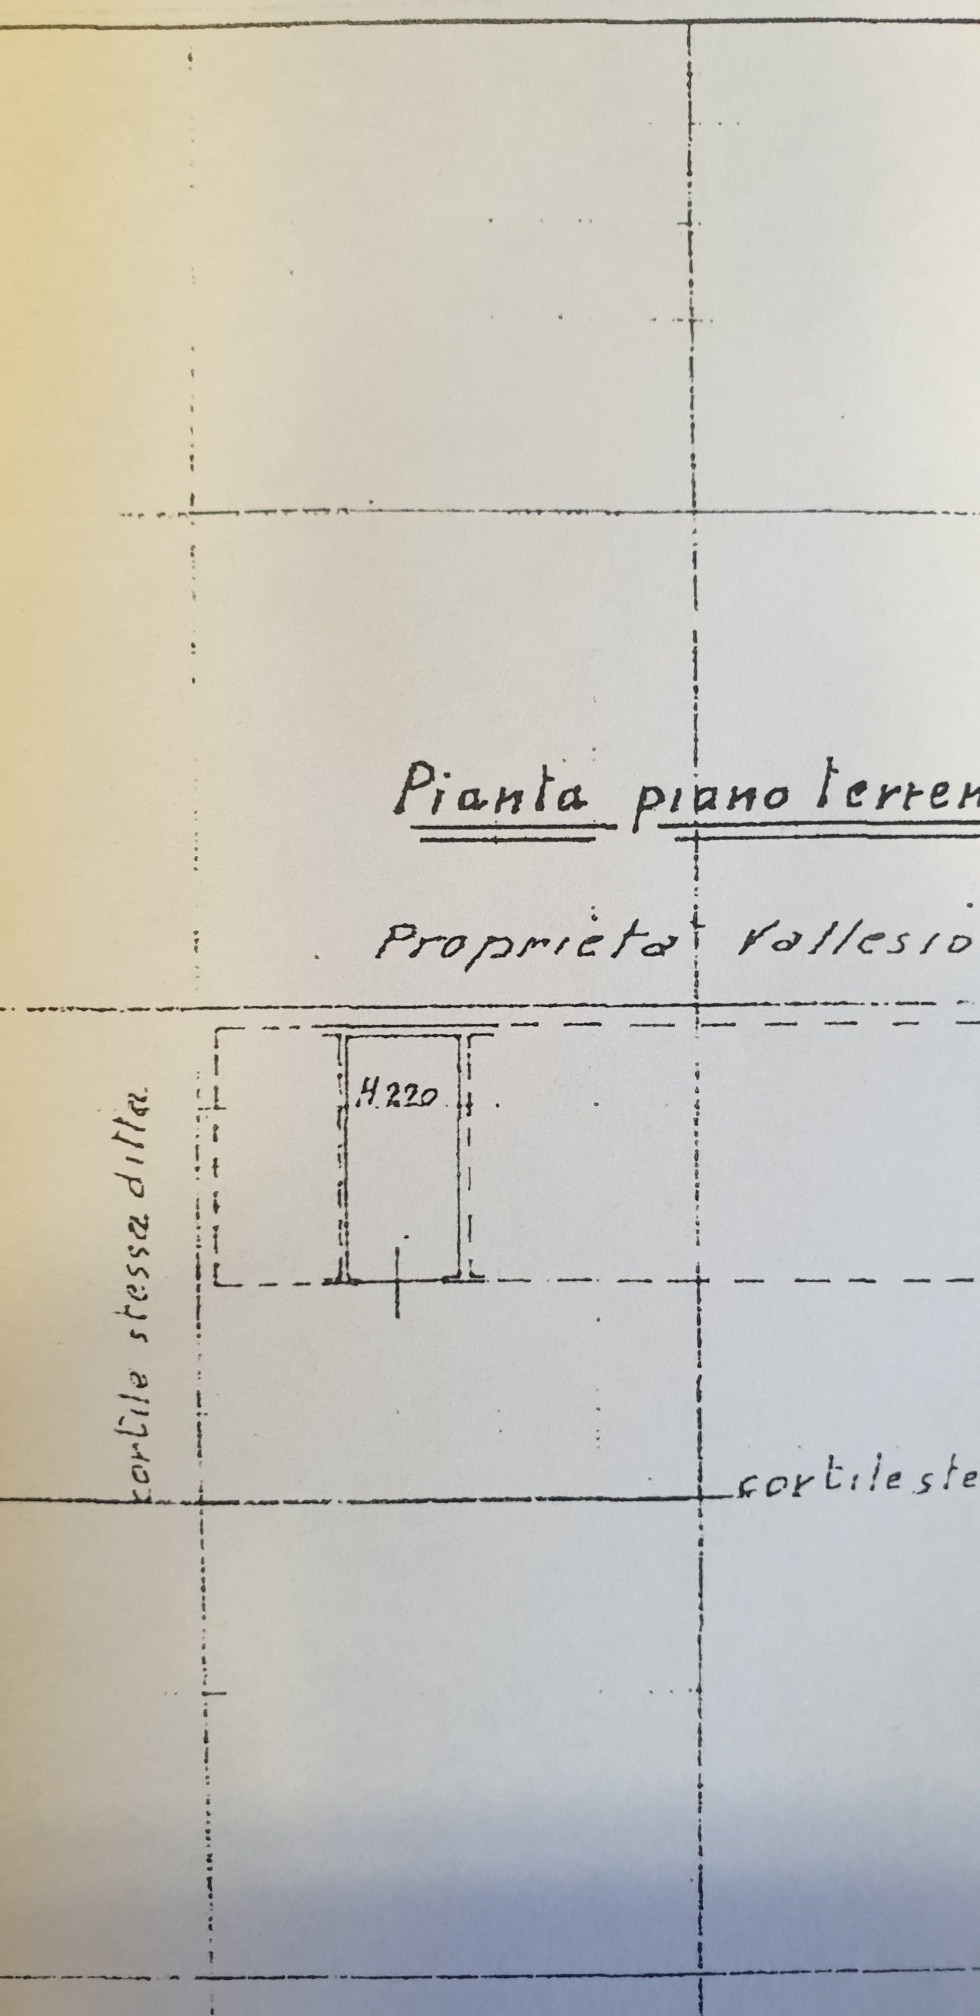 Pianta piano terren
Proprietà Vallesio
H.220
cortile stessa ditta
cortile ste